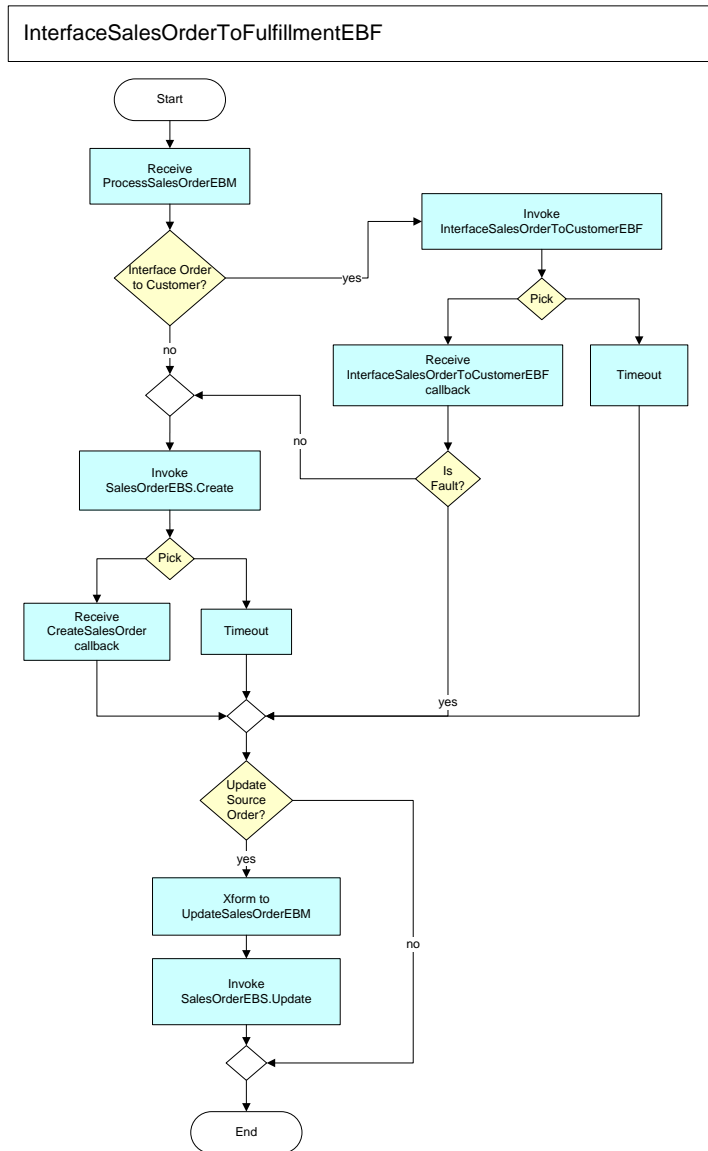 InterfaceSalesOrderToFulfillmentEBF
Start
Receive
ProcessSalesOrderEBM
Invoke
InterfaceSalesOrderToCustomerEBF
Interface Order
to Customer?
yes
Pick
no
Receive
InterfaceSalesOrderToCustomerEBF
callback
Timeout
no
Invoke
SalesOrderEBS.Create
Is
Fault?
Pick
Receive
CreateSalesOrder
callback
Timeout
yes
Update
Source
Order?
yes
Xform to
UpdateSalesOrderEBM
no
Invoke
SalesOrderEBS.Update
End